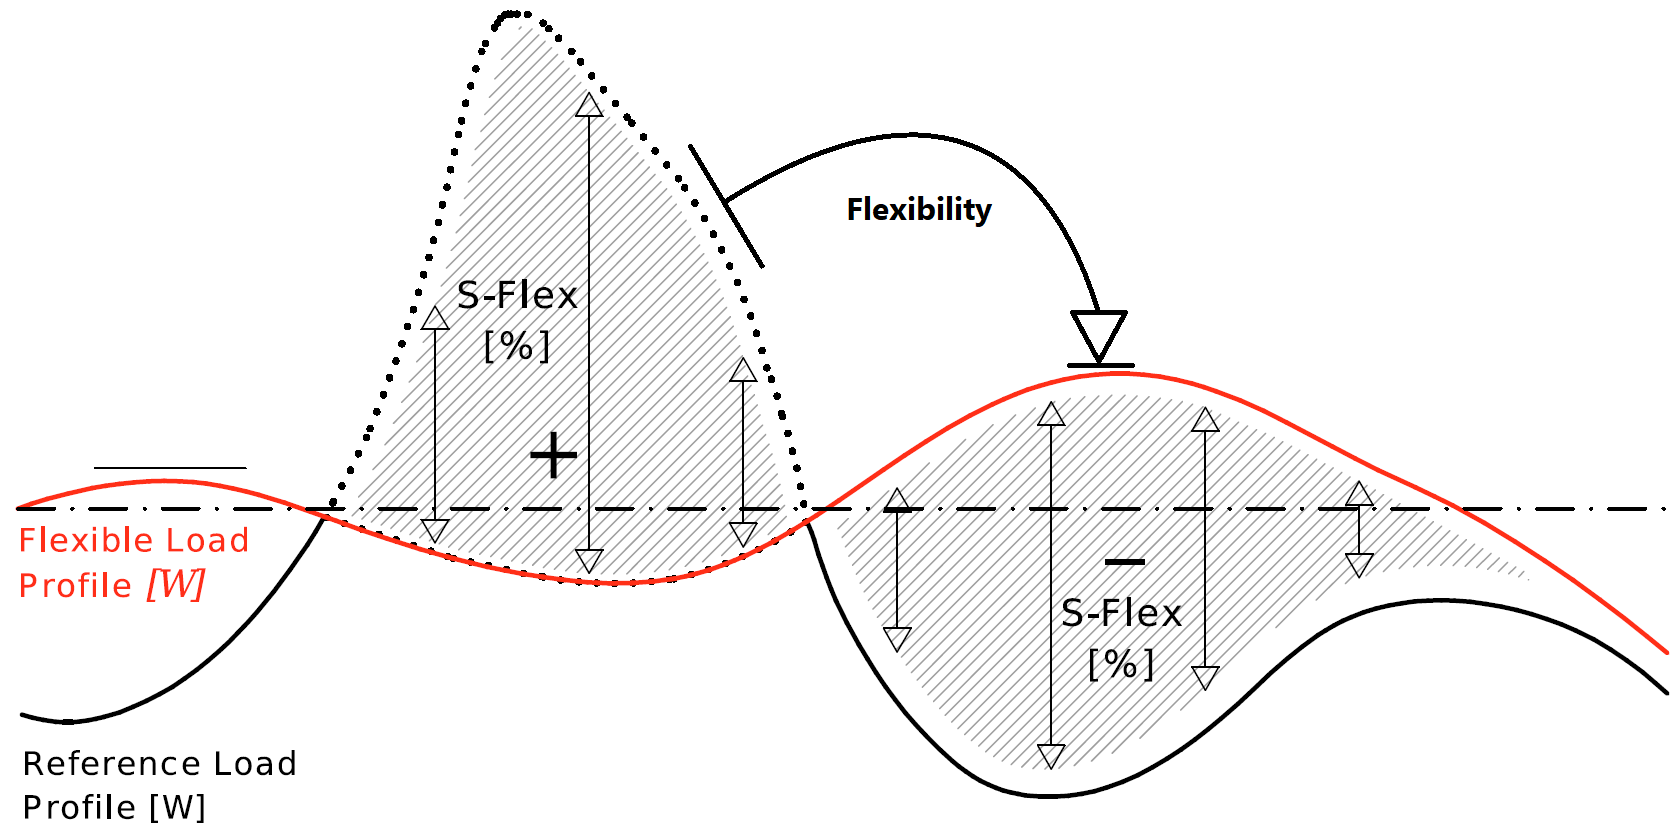 Flexibility
S-Flex
[%]
+
Flexible Load
Profile [W]
−
S-Flex
[%]
Reference Load
Profile [W]